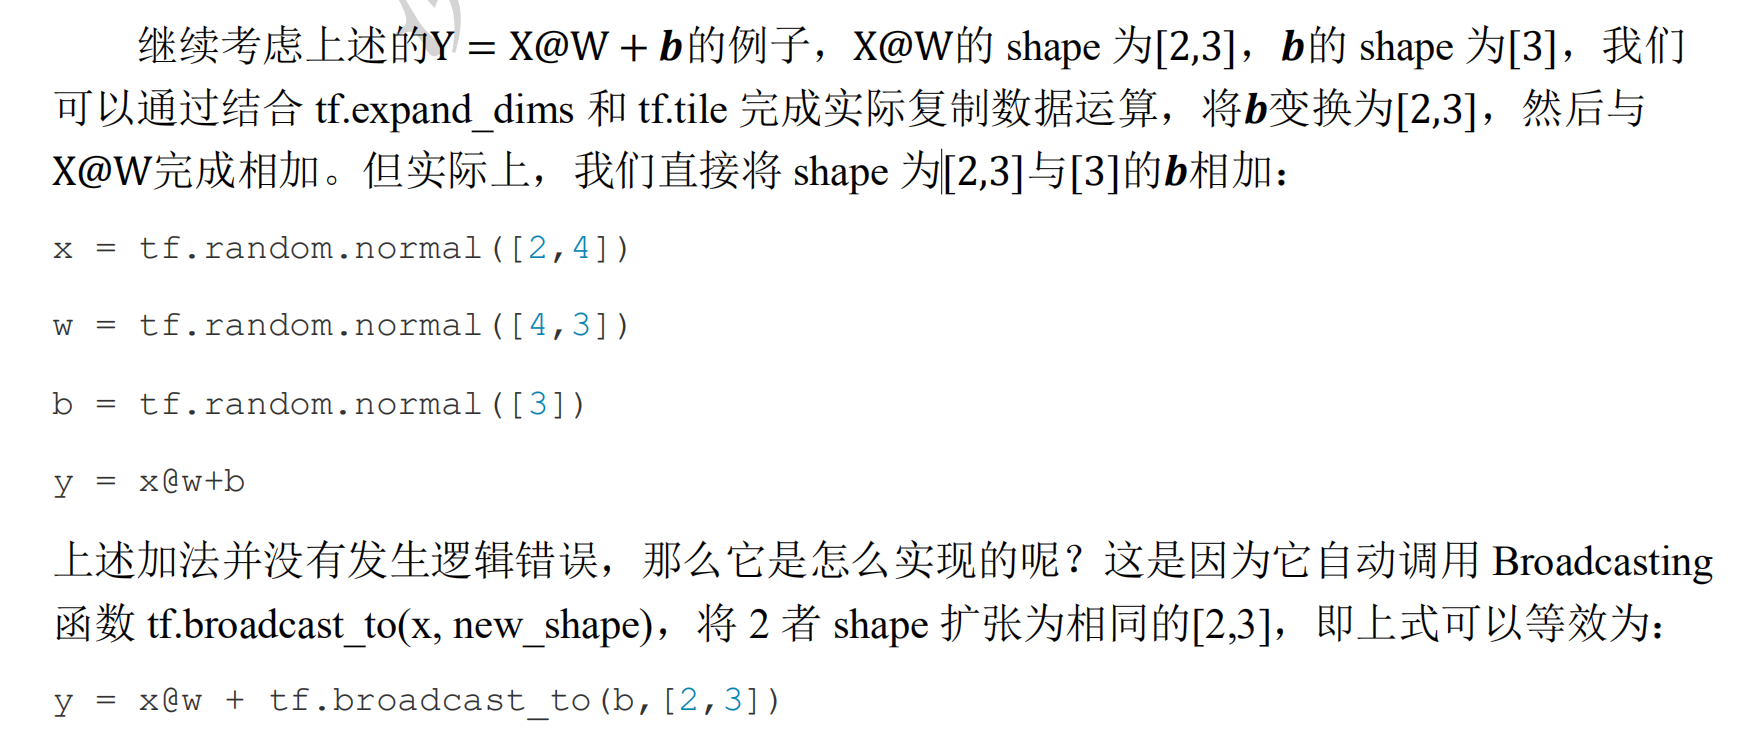 继续考虑上述的Y = X@W + b的例子，X@W的 shape 为[2,3]，b的 shape 为[3]，我们
可以通过结合 tf.expand_dims 和 tf.tile 完成实际复制数据运算，将b变换为[2,3]，然后与
X@W完成相加。但实际上，我们直接将 shape 为[2,3]与[3]的b相加：
x = tf.random.normal([2,4])
w = tf.random.normal([4,3])
b = tf.random.normal([3])
y = x@w+b
上述加法并没有发生逻辑错误，那么它是怎么实现的呢？这是因为它自动调用 Broadcasting
函数 tf.broadcast_to(x, new_shape)，将 2 者 shape 扩张为相同的[2,3]，即上式可以等效为：
y = x@w + tf.broadcast_to(b,[2,3])